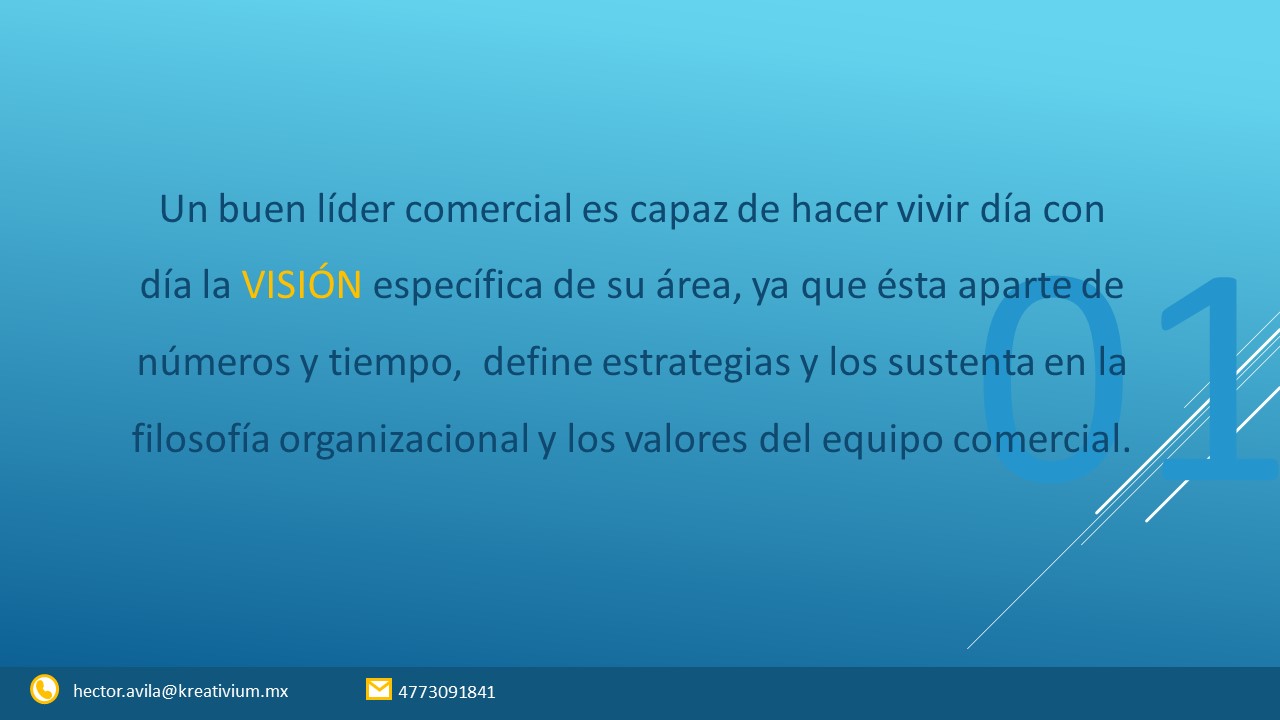 Un buen líder comercial es capaz de hacer vivir día con
día la VISIÓN específica de su área, ya que ésta aparte de
números y tiempo,  define estrategias y los sustenta en la
filosofía organizacional y los valores del equipo comercial.
01
hector.avila@kreativium.mx
4773091841